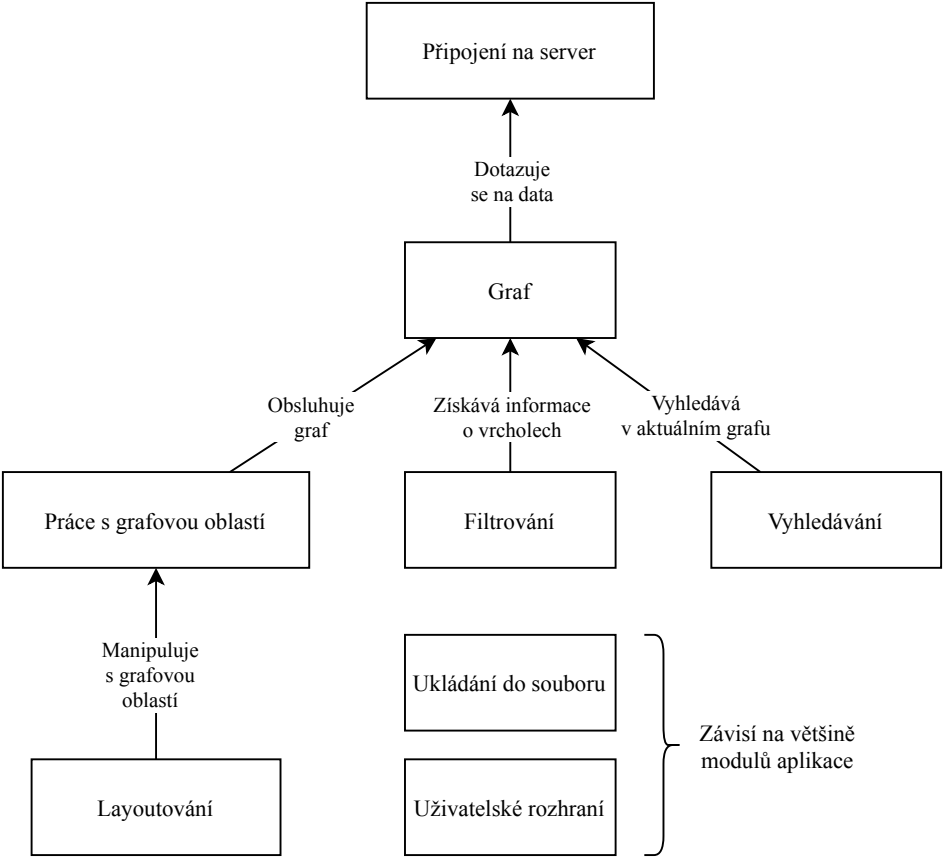 Připojení na server
Dotazuje
se na data
Graf
Obsluhuje
graf
Získává informace
o vrcholech
Vyhledává
v aktuálním grafu
Práce s grafovou oblastí
Filtrování
Vyhledávání
Manipuluje
s grafovou
oblastí
Ukládání do souboru
Závisí na většině
modulů aplikace
Layoutování
Uživatelské rozhraní